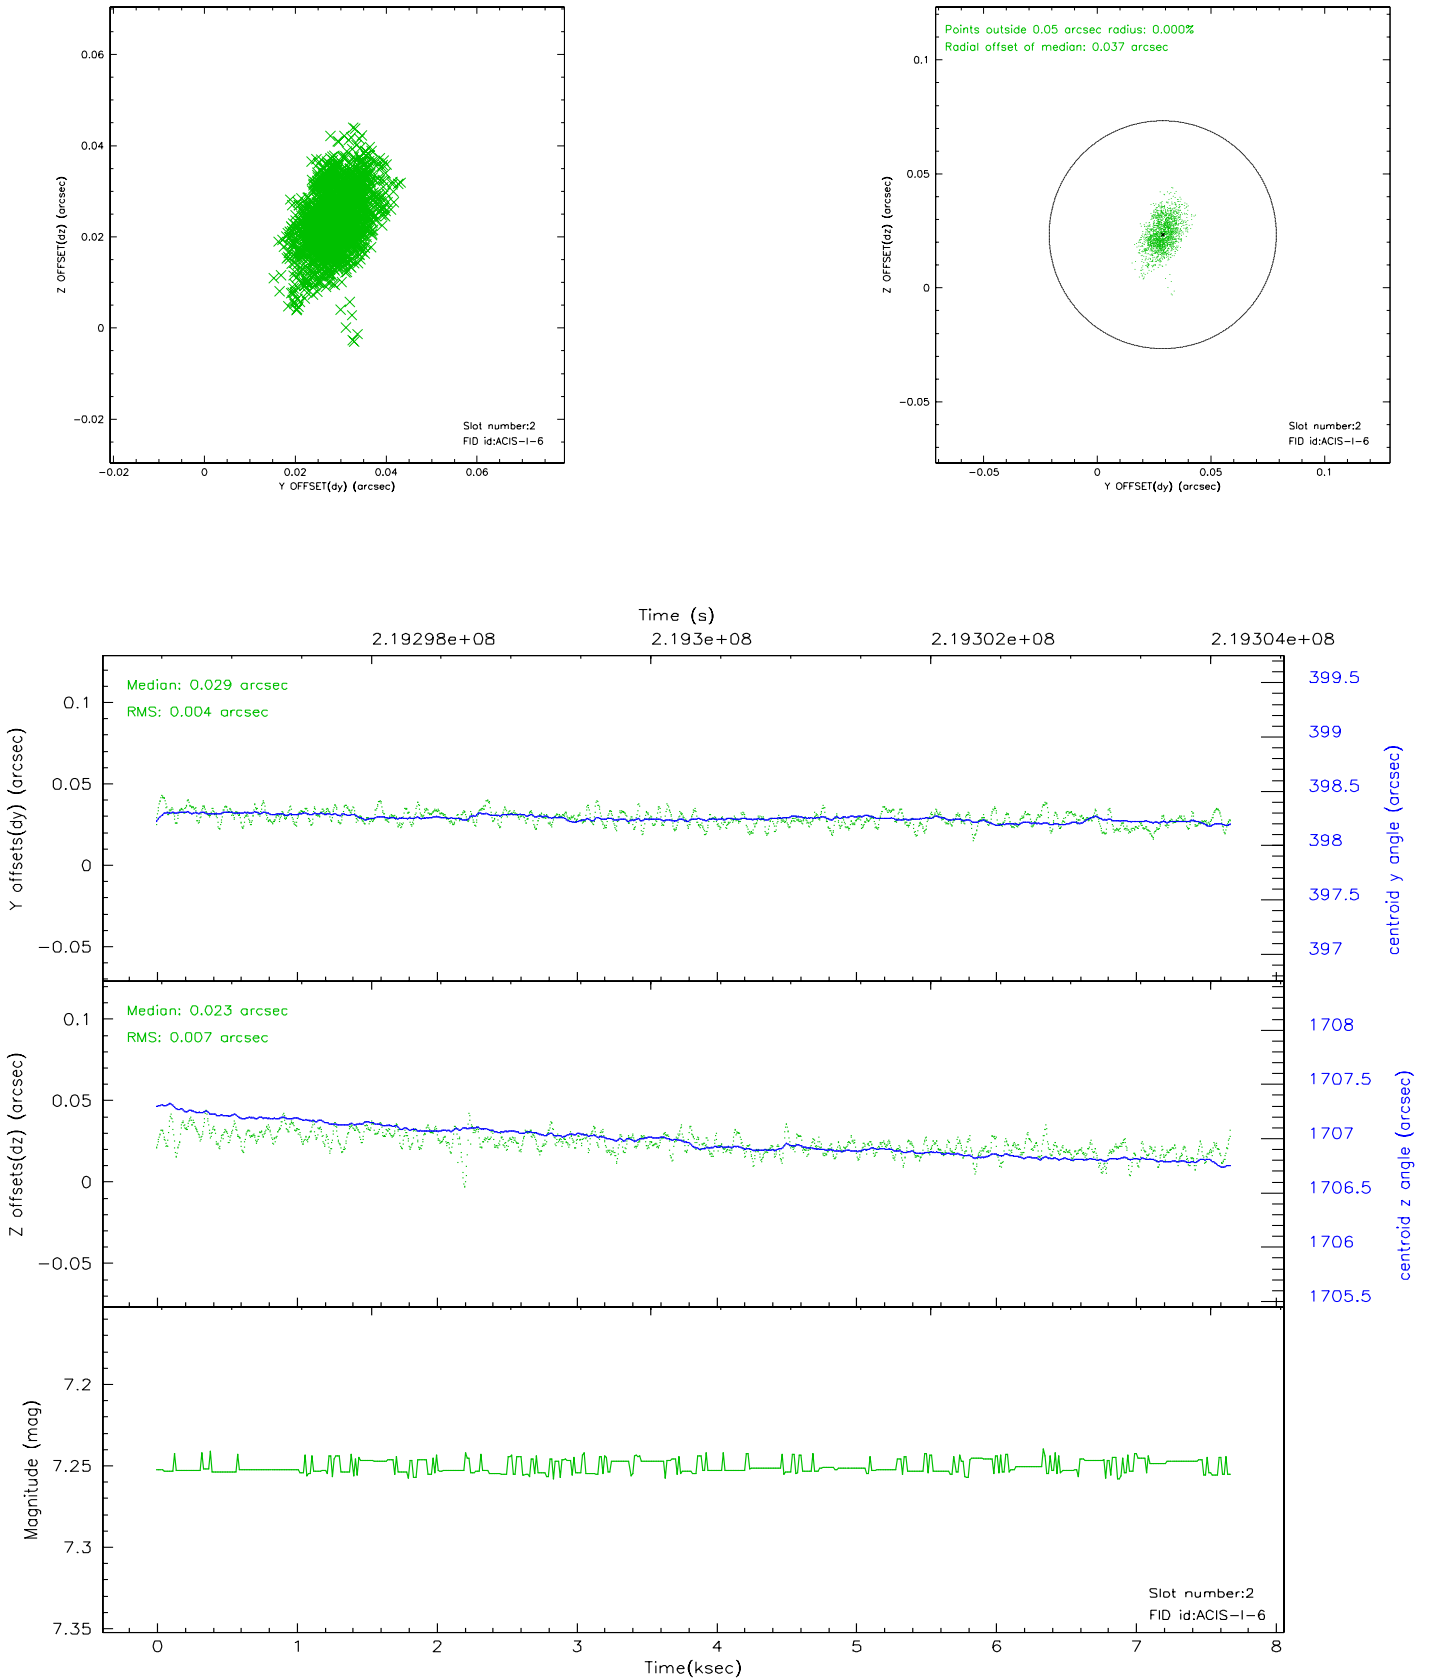 0.06
0.04
0.02
0
-0.02
Z OFFSET(dz) (arcsec)
Slot number:2
FID id:ACIS-I-6
-0.02 0 0.02 0.04 0.06
Y OFFSET(dy) (arcsec)
Points outside 0.05 arcsec radius: 0.000%
Radial offset of median: 0.037 arcsec
0.1
0.05
0
-0.05
Z OFFSET(dz) (arcsec)
Slot number:2
FID id:ACIS-I-6
-0.05 0 0.05 0.1
Y OFFSET(dy) (arcsec)
Time (s)
2.19298e+08 2.193e+08 2.19302e+08 2.19304e+08
Median: 0.029 arcsec
RMS: 0.004 arcsec
0.1
0.05
0
-0.05
Y offsets(dy) (arcsec)
399.5
399
398.5
398
397.5
397
centroid y angle (arcsec)
Median: 0.023 arcsec
RMS: 0.007 arcsec
0.1
0.05
0
-0.05
Z offsets(dz) (arcsec)
1708
1707.5
1707
1706.5
1706
1705.5
centroid z angle (arcsec)
7.2
7.25
7.3
7.35
Magnitude (mag)
Slot number:2
FID id:ACIS-I-6
0 1 2 3 4 5 6 7 8
Time(ksec)